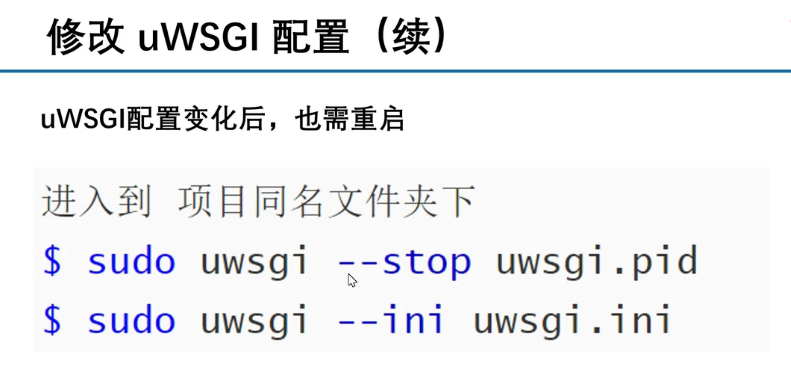 修改 uWSGI 配置（续）
uWSGI配置变化后，也需重启
进入到 项目同名文件夹下
$ sudo uwsgi --stop uwsgi.pid
$ sudo uwsgi --ini uwsgi.ini